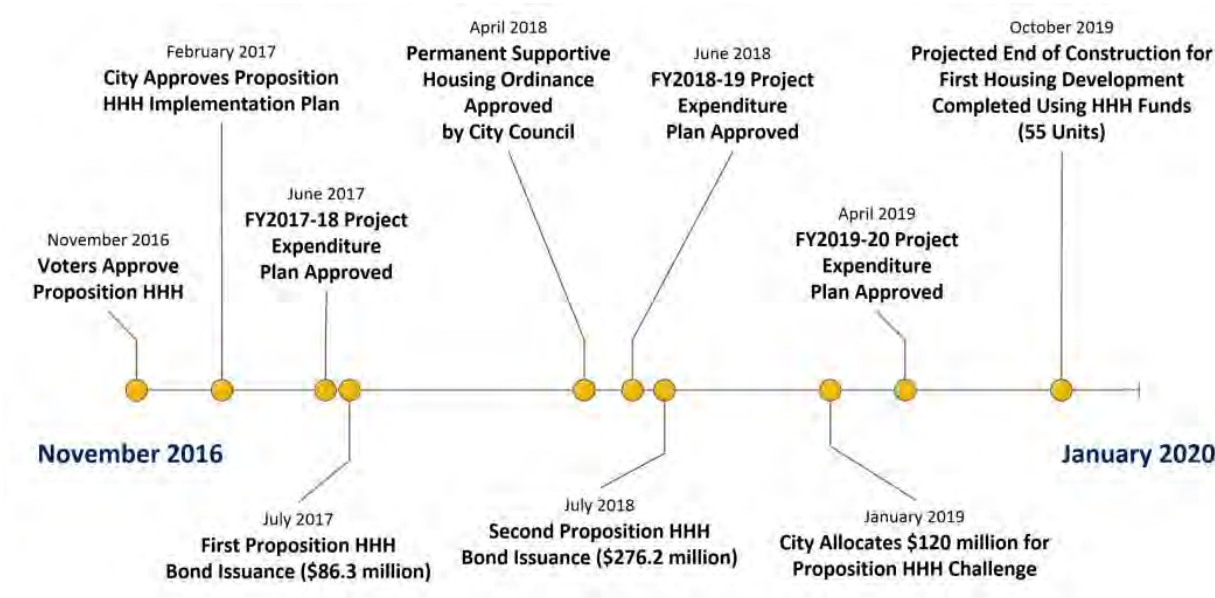 November 2016
Voters Approve
Proposition HHH
February 2017
City Approves Proposition
HHH Implementation Plan
June 2017
FY2017-18 Project
Expenditure
Plan Approved
July 2017
First Proposition HHH
Bond Issuance ($86.3 million)
April 2018
Permanent Supportive
Housing Ordinance
Approved
by City Council
June 2018
FY2018-19 Project
Expenditure
Plan Approved
July 2018
Second Proposition HHH
Bond Issuance ($276.2 million)
January 2019
City Allocates $120 million for
Proposition HHH Challenge
April 2019
FY2019-20 Project
Expenditure
Plan Approved
October 2019
Projected End of Construction for
First Housing Development
Completed Using HHH Funds
(55 Units)
November 2016
January 2020